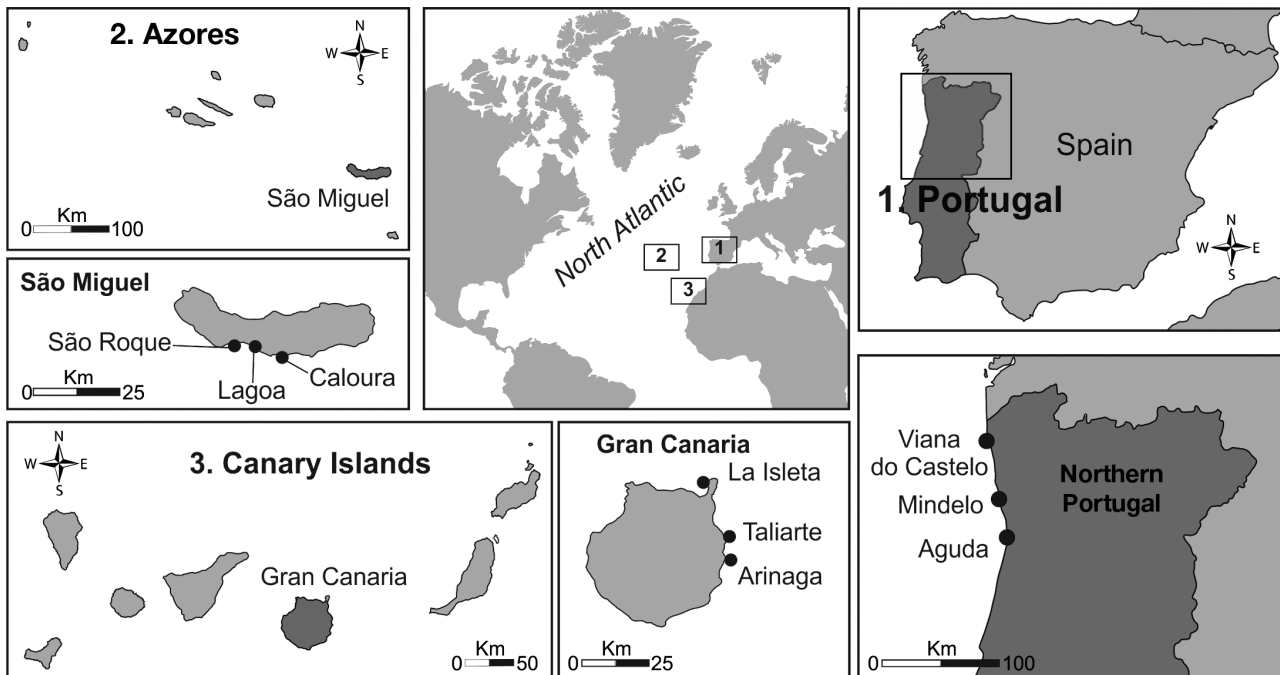 2. Azores
N
W E
S
São Miguel
Km
0 100
São Miguel
São Roque
Lagoa
Caloura
Km
0 25
North Atlantic
1
2
3
Spain
1. Portugal
N
W E
S
3. Canary Islands
N
W E
S
Gran Canaria
Km
0 50
Gran Canaria
La Isleta
Taliarte
Arinaga
Km
0 25
Viana
do Castelo
Mindelo
Aguda
Northern
Portugal
Km
0 100